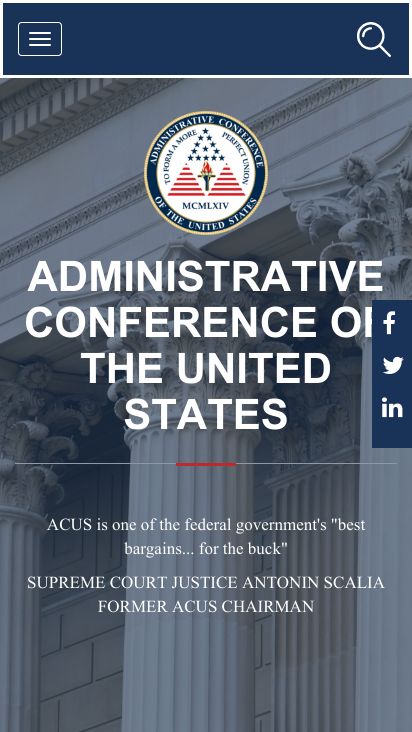 ADMINISTRATIVE CONFERENCE
TO FORM A MORE PERFECT UNION
MCMLXIV
OF THE UNITED STATES
ADMINISTRATIVE
CONFERENCE OF
THE UNITED
STATES
ACUS is one of the federal government's "best
bargains... for the buck"
SUPREME COURT JUSTICE ANTONIN SCALIA
FORMER ACUS CHAIRMAN